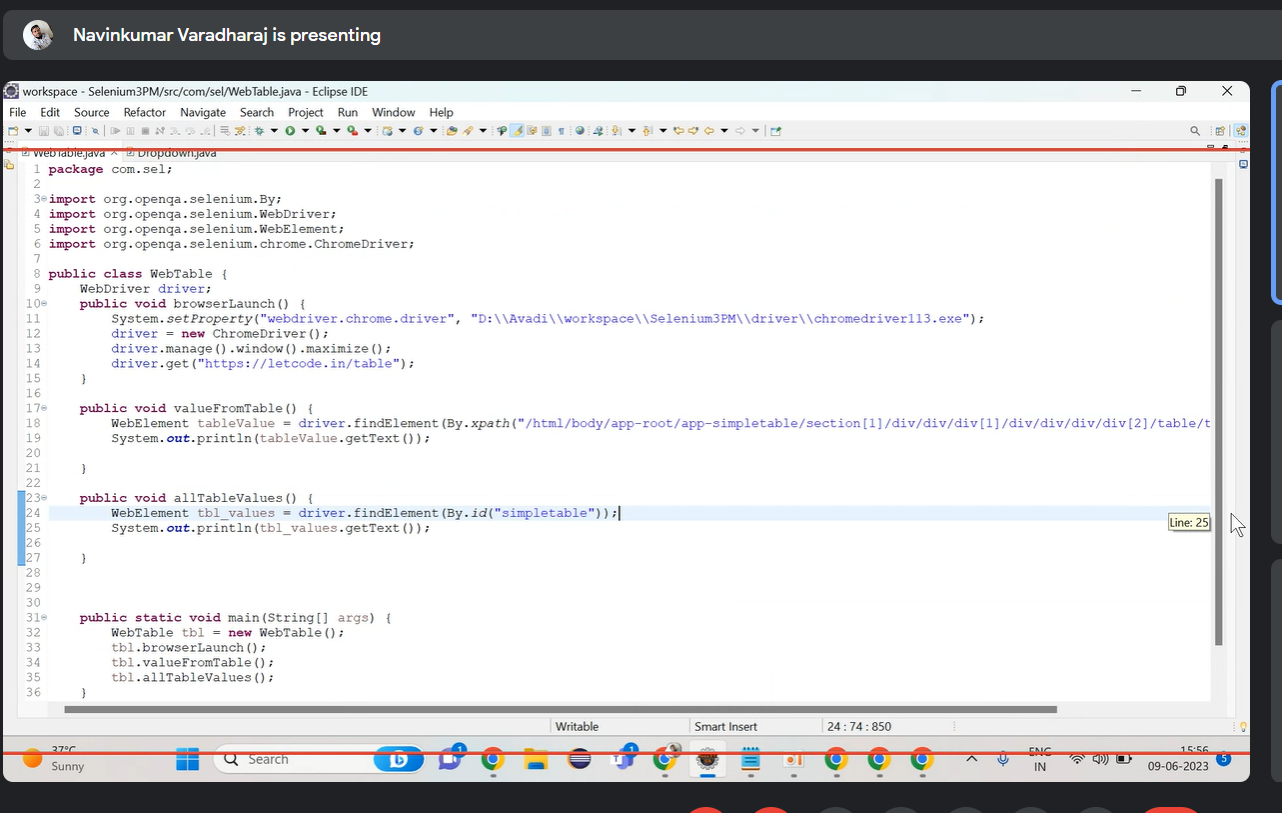 Navinkumar Varadharaj is presenting
workspace - Selenium3PM/src/com/sel/WebTable.java - Eclipse IDE
File Edit Source Refactor Navigate Search Project Run Window Help
WebTable.java Dropdown.java
1 package com.sel;
2
3 import org.openqa.selenium.By;
4 import org.openqa.selenium.WebDriver;
5 import org.openqa.selenium.WebElement;
6 import org.openqa.selenium.chrome.ChromeDriver;
7
8 public class WebTable {
9 WebDriver driver;
10 public void browserLaunch() {
11 System.setProperty("webdriver.chrome.driver", "D:\\Avadi\\workspace\\Selenium3PM\\driver\\chromedriver113.exe");
12 driver = new ChromeDriver();
13 driver.manage().window().maximize();
14 driver.get("https://letcode.in/table");
15 }
16
17 public void valueFromTable() {
18 WebElement tableValue = driver.findElement(By.xpath("/html/body/app-root/app-simpletable/section[1]/div/div/div[1]/div/div/div/div[2]/table/t
19 System.out.println(tableValue.getText());
20
21 }
22
23 public void allTableValues() {
24 WebElement tbl_values = driver.findElement(By.id("simpletable"));
25 System.out.println(tbl_values.getText());
Line: 25
26
27 }
28
29
30
31 public static void main(String[] args) {
32 WebTable tbl = new WebTable();
33 tbl.browserLaunch();
34 tbl.valueFromTable();
35 tbl.allTableValues();
36 }
Writable Smart Insert 24 : 74 : 850
37°C
Sunny
Search
1
1
ENG
IN
15:56
09-06-2023
5